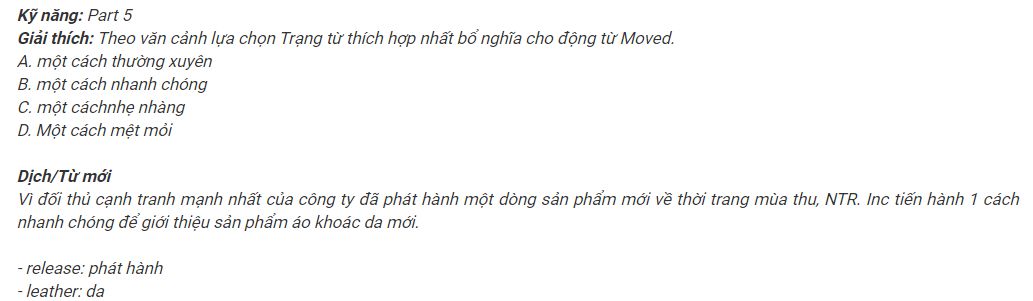 Kỹ năng: Part 5
Giải thích: Theo văn cảnh lựa chọn Trạng từ thích hợp nhất bổ nghĩa cho động từ Moved.
A. một cách thường xuyên
B. một cách nhanh chóng
C. một cáchnhẹ nhàng
D. Một cách mệt mỏi
Dịch/Từ mới
Vì đối thủ cạnh tranh mạnh nhất của công ty đã phát hành một dòng sản phẩm mới về thời trang mùa thu, NTR. Inc tiến hành 1 cách
nhanh chóng để giới thiệu sản phẩm áo khoác da mới.
- release: phát hành
- leather: da